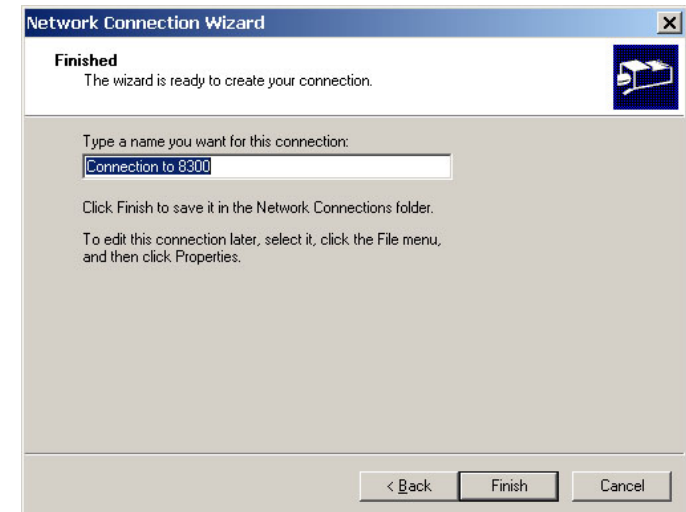 Network Connection Wizard
Finished
The wizard is ready to create your connection.
Type a name you want for this connection:
Connection to 8300
Click Finish to save it in the Network Connections folder.
To edit this connection later, select it, click the File menu,
and then click Properties.
< Back Finish Cancel